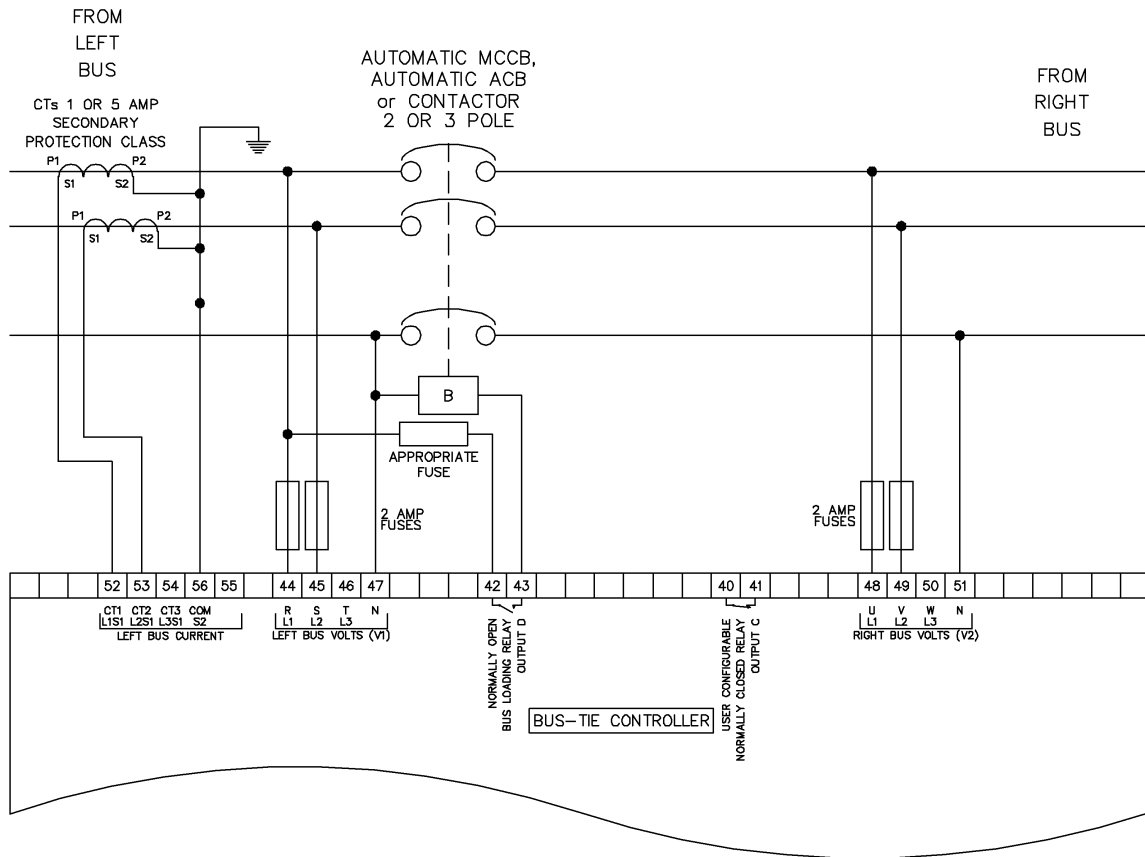 FROM
LEFT
BUS
AUTOMATIC MCCB,
AUTOMATIC ACB
or CONTACTOR
2 OR 3 POLE
FROM
RIGHT
BUS
CTs 1 OR 5 AMP
SECONDARY
PROTECTION CLASS
P1 P2
S1 S2
P1 P2
S1 S2
B
APPROPRIATE
FUSE
2 AMP
FUSES
2 AMP
FUSES
52 53 54 56 55 44 45 46 47 42 43 40 41 48 49 50 51
CT1 CT2 CT3 COM
L1S1 L2S1 L3S1 S2
LEFT BUS CURRENT
R S T N
L1 L2 L3
LEFT BUS VOLTS (V1)
NORMALLY OPEN
BUS LOADING RELAY
OUTPUT D
USER CONFIGURABLE
NORMALLY CLOSED RELAY
OUTPUT C
U V W N
L1 L2 L3
RIGHT BUS VOLTS (V2)
BUS-TIE CONTROLLER